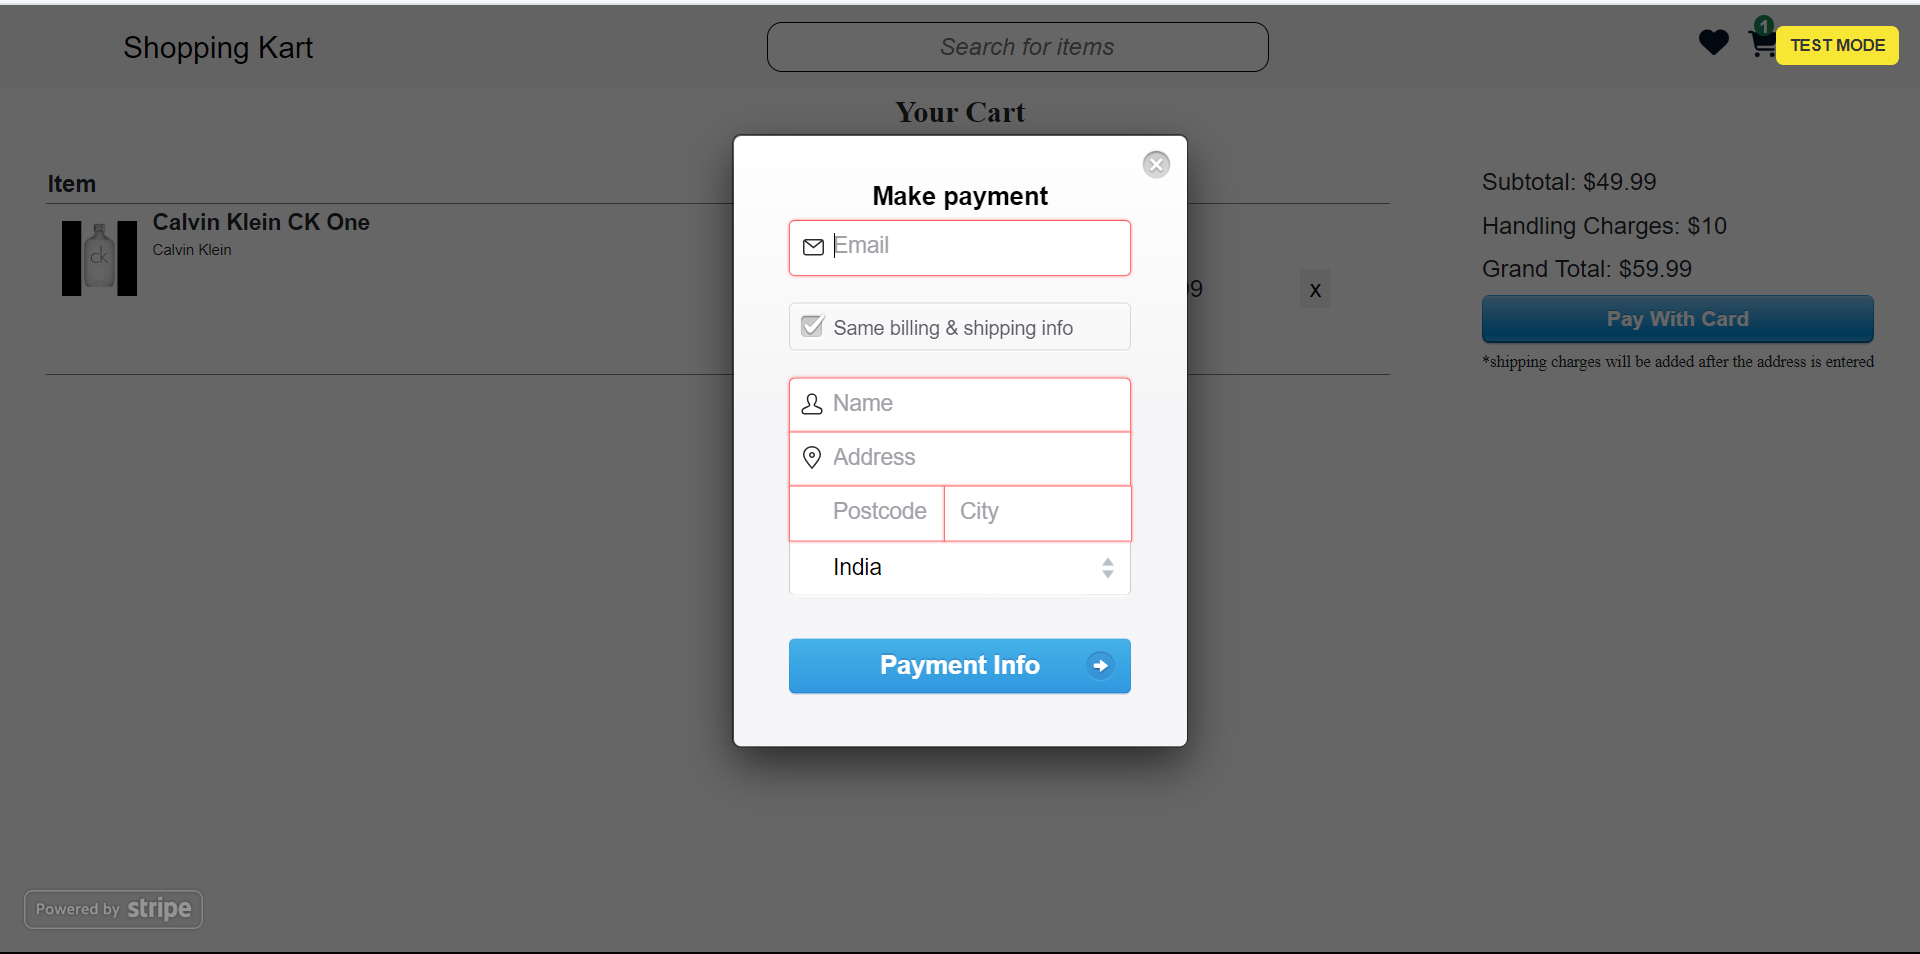 Shopping Kart
Search for items
1
TEST MODE
Your Cart
Item
Calvin Klein CK One
Calvin Klein
ck
9
x
Subtotal: $49.99
Handling Charges: $10
Grand Total: $59.99
Pay With Card
*shipping charges will be added after the address is entered
Make payment
Email
Same billing & shipping info
Name
Address
Postcode City
India
Payment Info
Powered by stripe